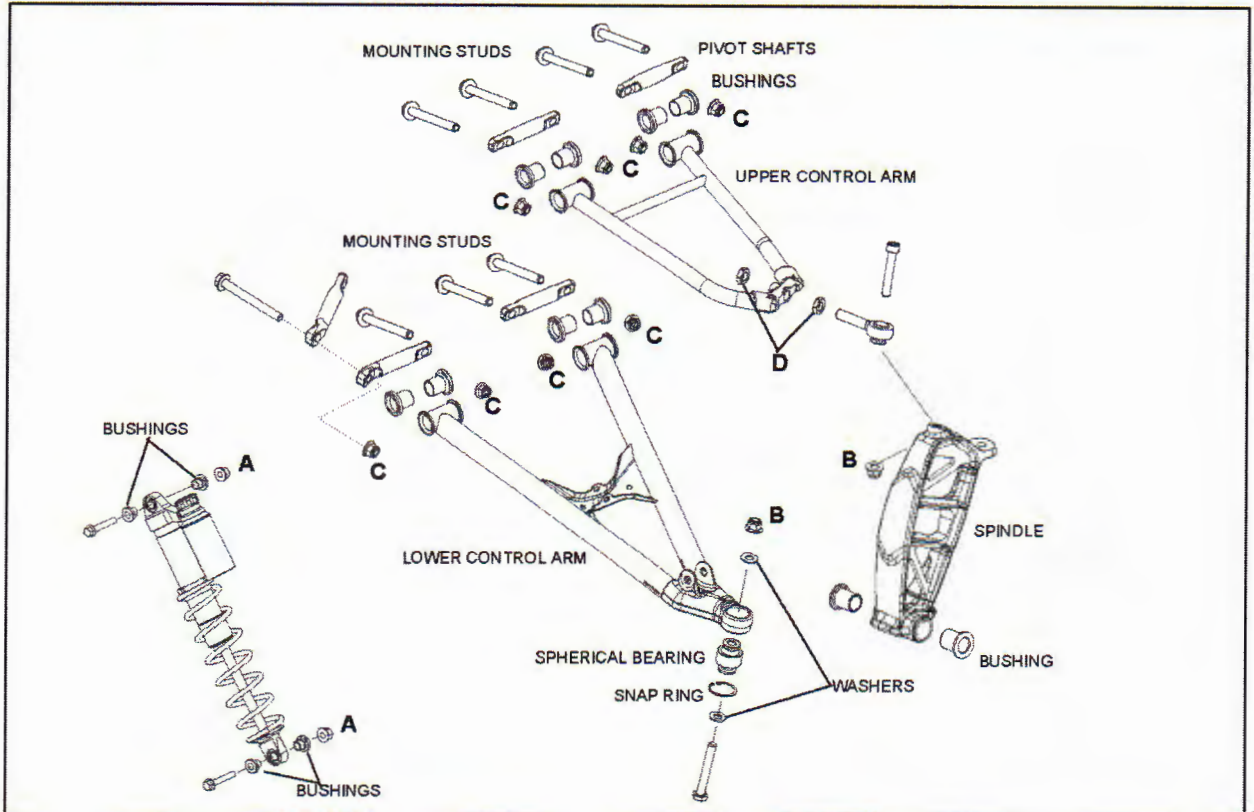 MOUNTING STUDS
PIVOT SHAFTS
BUSHINGS
C
C
C
UPPER CONTROL ARM
MOUNTING STUDS
D
C
C
C
C
BUSHINGS
A
B
SPINDLE
B
LOWER CONTROL ARM
SPHERICAL BEARING
BUSHING
SNAP RING
WASHERS
A
BUSHINGS